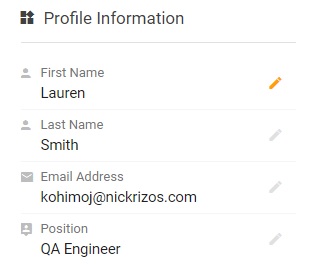 Profile Information
First Name
Lauren
Last Name
Smith
Email Address
kohimoj@nickrizos.com
Position
QA Engineer